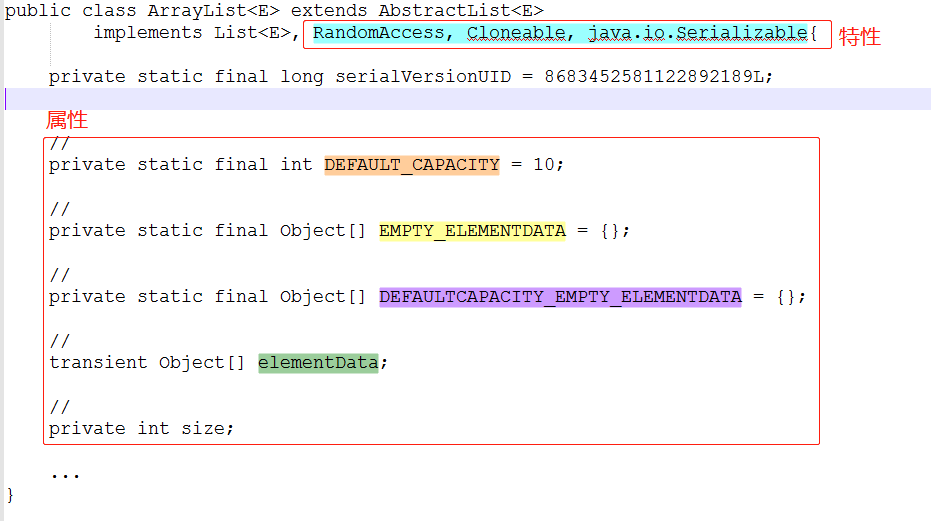 public class ArrayList<E> extends AbstractList<E>
implements List<E>, RandomAccess, Cloneable, java.io.Serializable{ 特性
private static final long serialVersionUID = 8683452581122892189L;
属性
//
private static final int DEFAULT_CAPACITY = 10;
//
private static final Object[] EMPTY_ELEMENTDATA = {};
//
private static final Object[] DEFAULTCAPACITY_EMPTY_ELEMENTDATA = {};
//
transient Object[] elementData;
//
private int size;
...
}